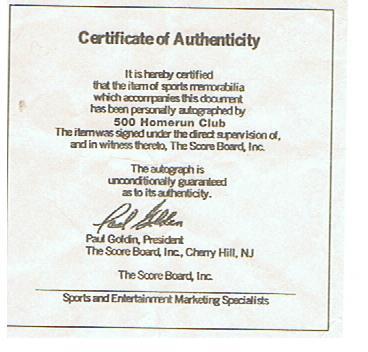 Certificate of Authenticity
It is hereby certified
that the item of sports memorabilia
which accompanies this document
has been personally autographed by
500 Homerun Club
The item was signed under the direct supervision of,
and in witness thereto, The Score Board, Inc.
The autograph is
unconditionally guaranteed
as to its authenticity.
Paul Goldin
Paul Goldin, President
The Score Board, Inc., Cherry Hill, NJ
The Score Board, Inc.
Sports and Entertainment Marketing Specialists